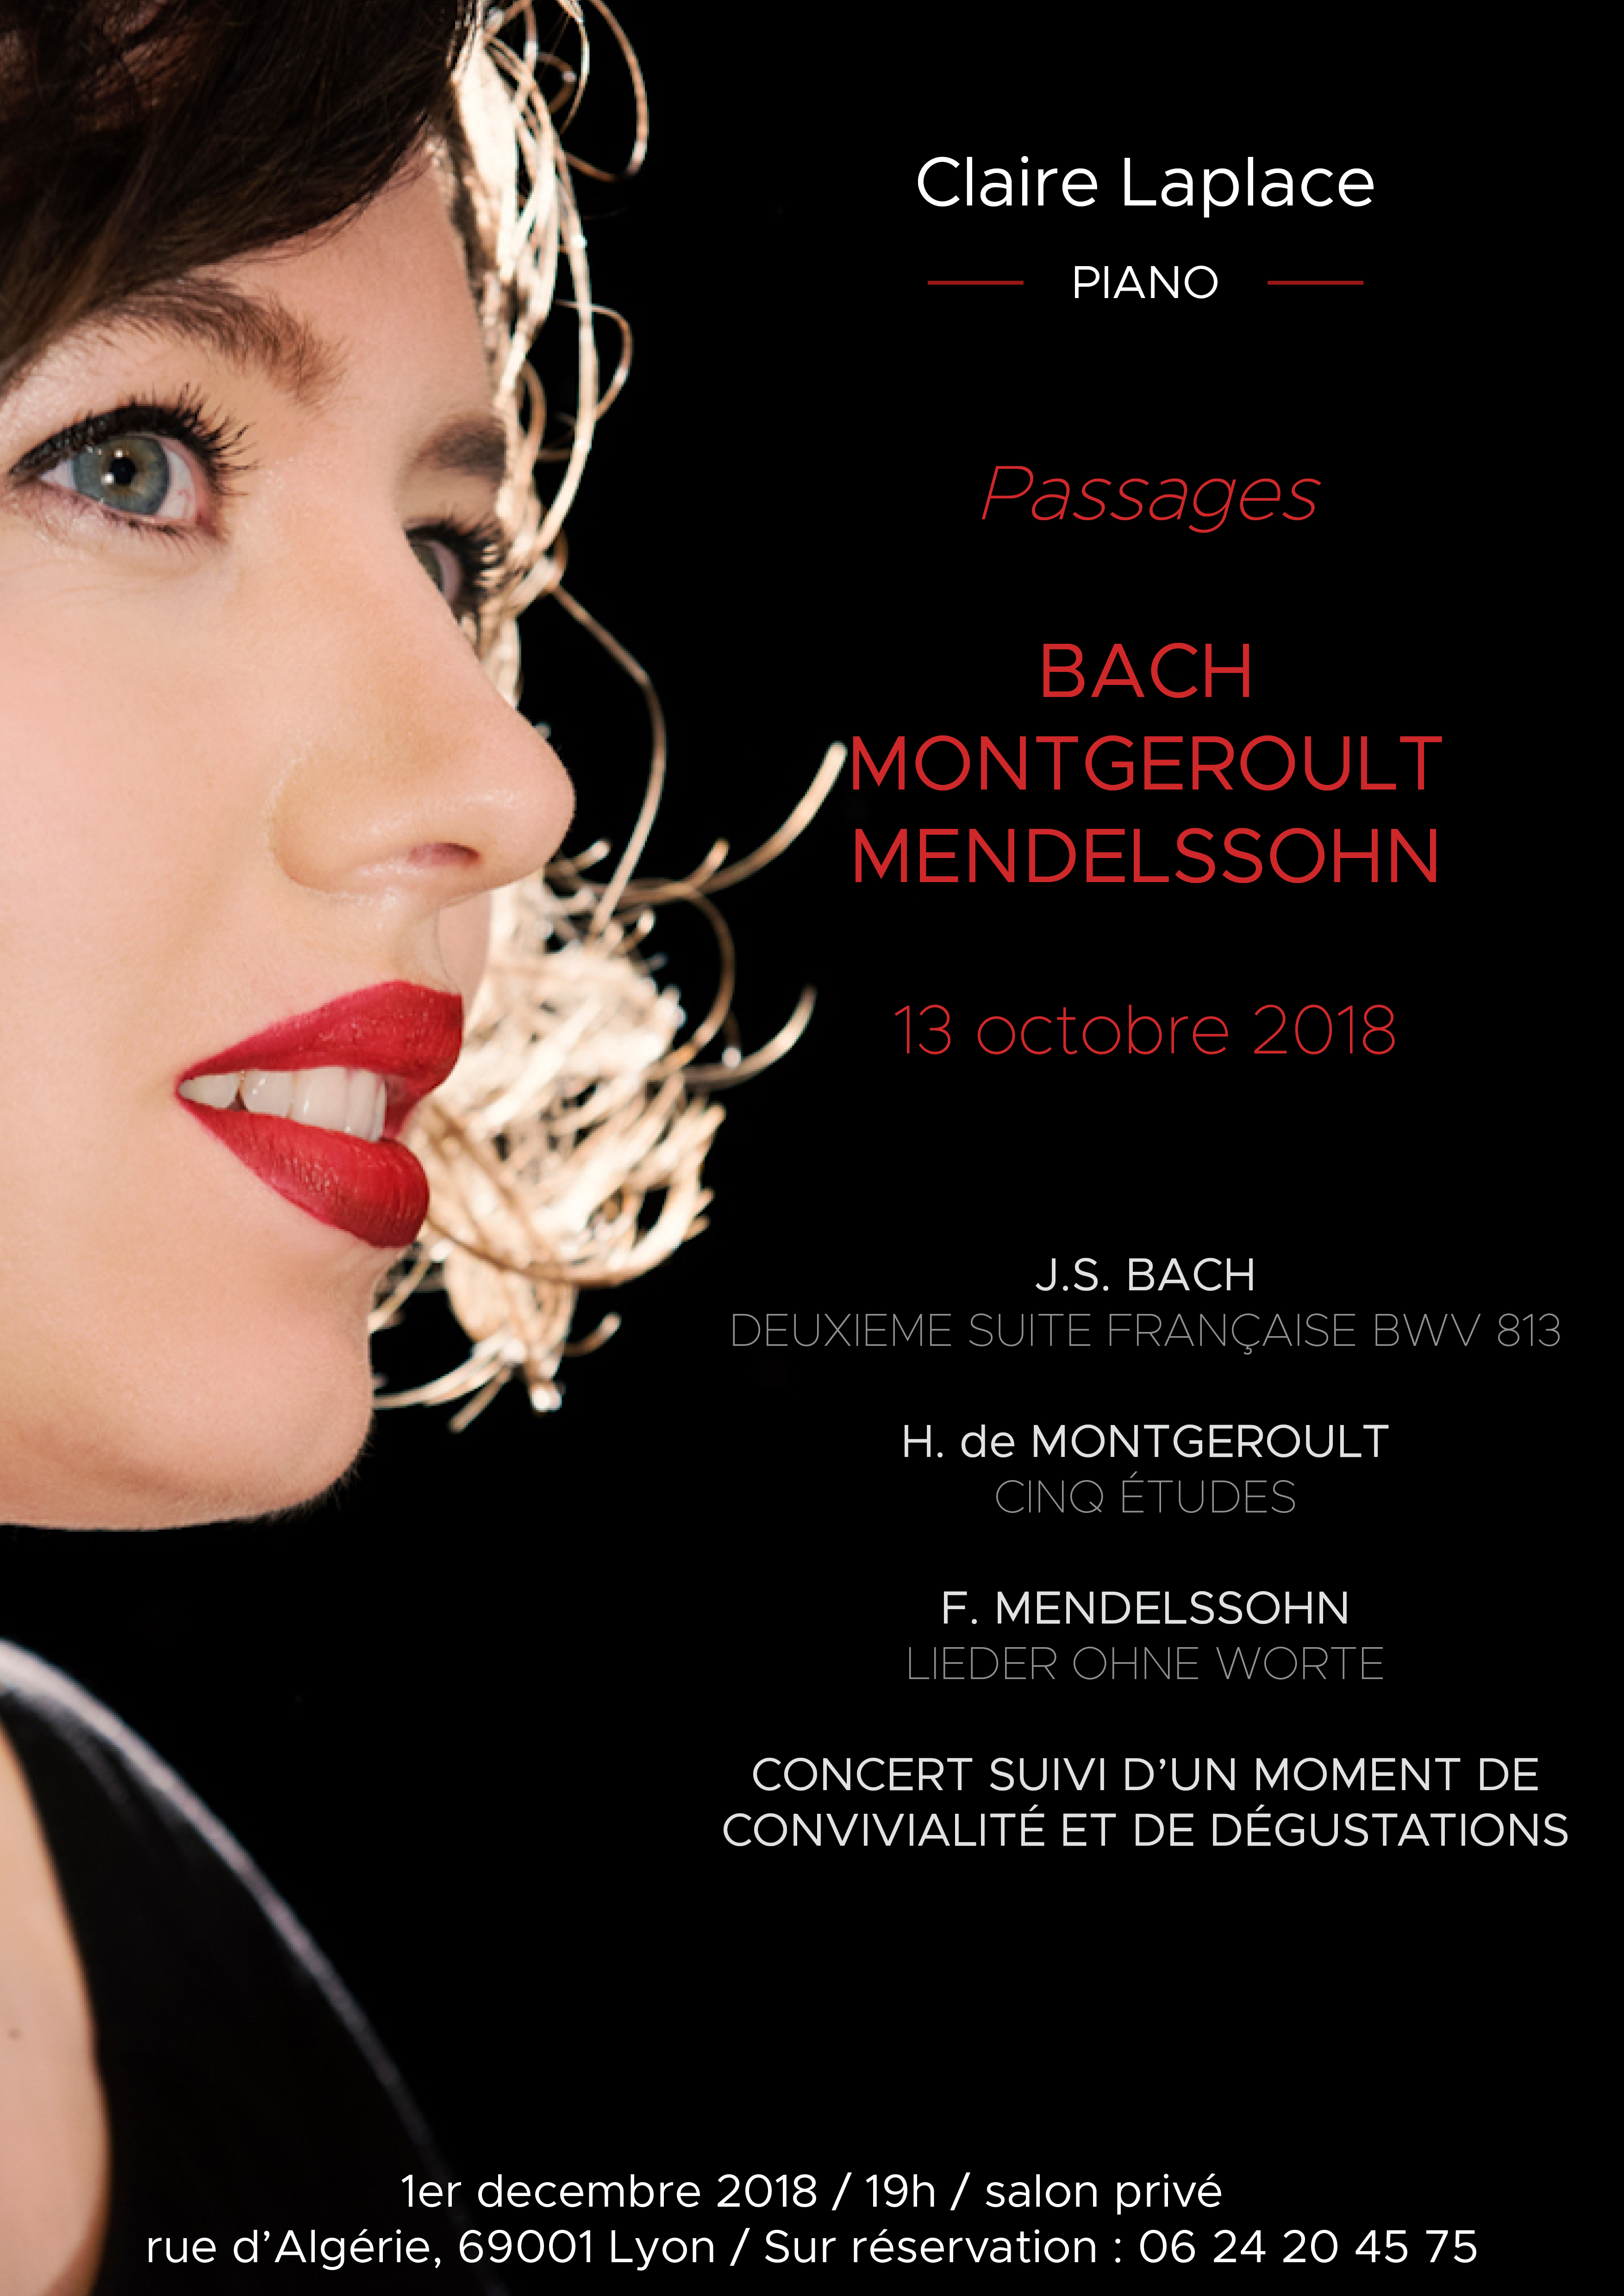 Claire Laplace
PIANO
Passages
BACH
MONTGEROULT
MENDELSSOHN
13 octobre 2018
J.S. BACH
DEUXIEME SUITE FRANÇAISE BWV 813
H. de MONTGEROULT
CINQ ÉTUDES
F. MENDELSSOHN
LIEDER OHNE WORTE
CONCERT SUIVI D’UN MOMENT DE
CONVIVIALITÉ ET DE DÉGUSTATIONS
1er decembre 2018 / 19h / salon privé
rue d’Algérie, 69001 Lyon / Sur réservation : 06 24 20 45 75